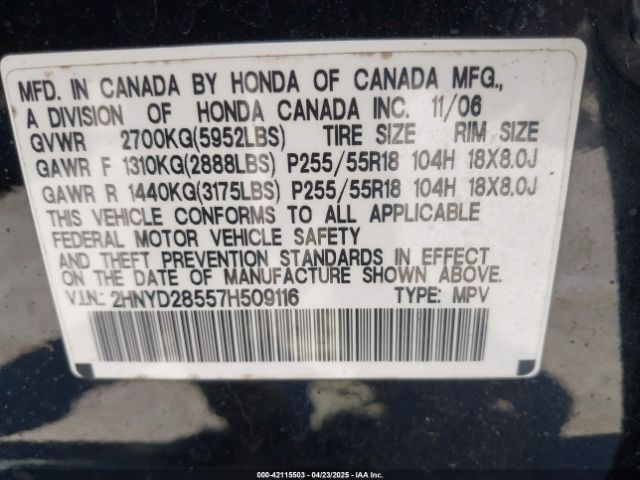 MFD. IN CANADA BY HONDA OF CANADA MFG.,
A DIVISION OF HONDA CANADA INC. 11/06
GVWR 2700KG(5952LBS) TIRE SIZE RIM SIZE
GAWR F 1310KG(2888LBS) P255/55R18 104H 18X8.0J
GAWR R 1440KG(3175LBS) P255/55R18 104H 18X8.0J
THIS VEHICLE CONFORMS TO ALL APPLICABLE
FEDERAL MOTOR VEHICLE SAFETY
AND THEFT PREVENTION STANDARDS IN EFFECT
ON THE DATE OF MANUFACTURE SHOWN ABOVE.
V.I.N.: 2HNYD28557H509116 TYPE: MPV
000-42115503 - 04/23/2025 - IAAI.COM